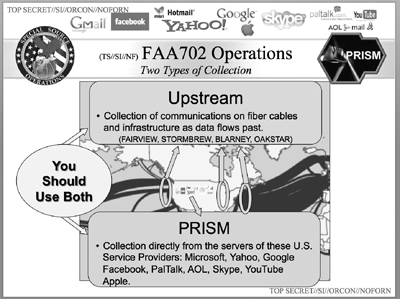 TOP SECRET//SI//ORCON//NOFORN
Gmail facebook Hotmail YAHOO! Google skype paltalk.com YouTube
AOL mail
SPECIAL SOURCE OPERATIONS
(TS//SI//NF) FAA702 Operations
Two Types of Collection
PRISM
Upstream
• Collection of communications on fiber cables
and infrastructure as data flows past.
(FAIRVIEW, STORMBREW, BLARNEY, OAKSTAR)
You
Should
Use Both
PRISM
• Collection directly from the servers of these U.S.
Service Providers: Microsoft, Yahoo, Google
Facebook, PalTalk, AOL, Skype, YouTube
Apple.
TOP SECRET//SI//ORCON//NOFORN